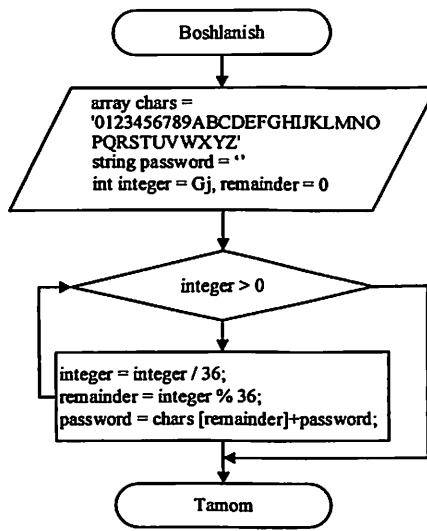 Boshlanish
array chars =
'0123456789ABCDEFGHIJKLMNO
PQRSTUVWXYZ'
string password = ‘’
int integer = Gj, remainder = 0
integer > 0
integer = integer / 36;
remainder = integer % 36;
password = chars [remainder]+password;
Tamom